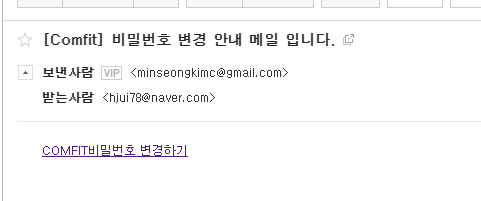 [Comfit] 비밀번호 변경 안내 메일 입니다.
보낸사람 VIP <minseongkimc@gmail.com>
받는사람 <hjui78@naver.com>
COMFIT비밀번호 변경하기